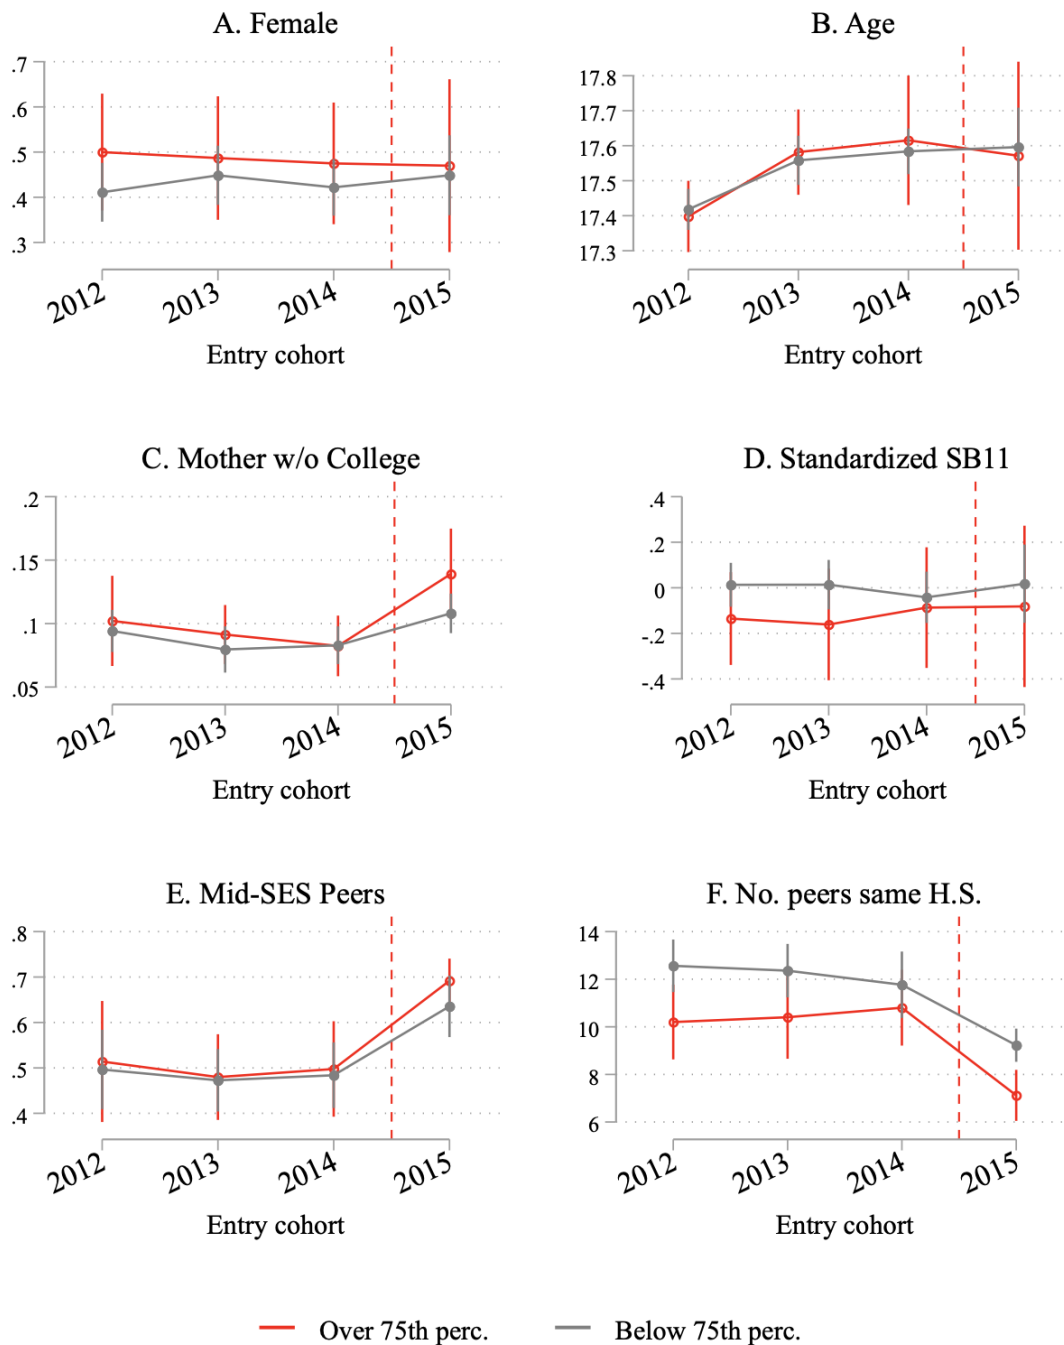 A. Female
.7
.6
.5
.4
.3
2012 2013 2014 2015
Entry cohort
B. Age
17.8
17.7
17.6
17.5
17.4
17.3
2012 2013 2014 2015
Entry cohort
C. Mother w/o College
.2
.15
.1
.05
2012 2013 2014 2015
Entry cohort
D. Standardized SB11
.4
.2
0
-.2
-.4
2012 2013 2014 2015
Entry cohort
E. Mid-SES Peers
.8
.7
.6
.5
.4
2012 2013 2014 2015
Entry cohort
F. No. peers same H.S.
14
12
10
8
6
2012 2013 2014 2015
Entry cohort
Over 75th perc. Below 75th perc.